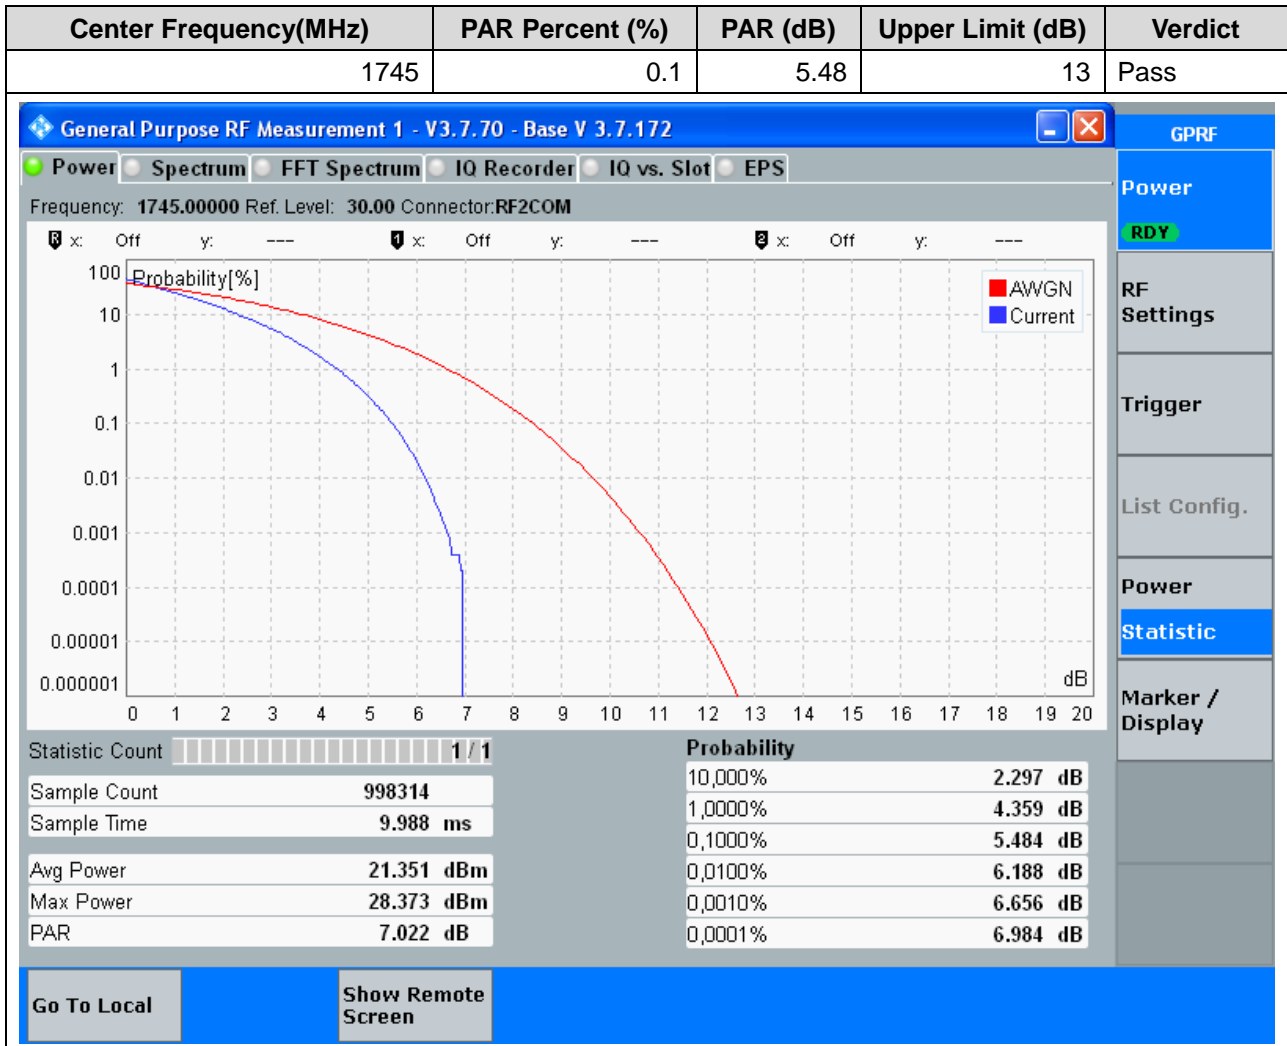 Center Frequency(MHz) PAR Percent (%) PAR (dB) Upper Limit (dB) Verdict
1745 0.1 5.48 13 Pass
General Purpose RF Measurement 1 - V3.7.70 - Base V 3.7.172
GPRF
Power Spectrum FFT Spectrum IQ Recorder IQ vs. Slot EPS
Frequency: 1745.00000 Ref. Level: 30.00 Connector:RF2COM
R x: Off y: --- 1 x: Off y: --- 2 x: Off y: ---
Probability[%]
100
10
1
0.1
0.01
0.001
0.0001
0.00001
0.000001
AWGN
Current
dB
0 1 2 3 4 5 6 7 8 9 10 11 12 13 14 15 16 17 18 19 20
Statistic Count 1 / 1
Sample Count 998314
Sample Time 9.988 ms
Avg Power 21.351 dBm
Max Power 28.373 dBm
PAR 7.022 dB
Probability
10,000% 2.297 dB
1,0000% 4.359 dB
0,1000% 5.484 dB
0,0100% 6.188 dB
0,0010% 6.656 dB
0,0001% 6.984 dB
Power
RDY
RF
Settings
Trigger
List Config.
Power
Statistic
Marker /
Display
Go To Local
Show Remote
Screen